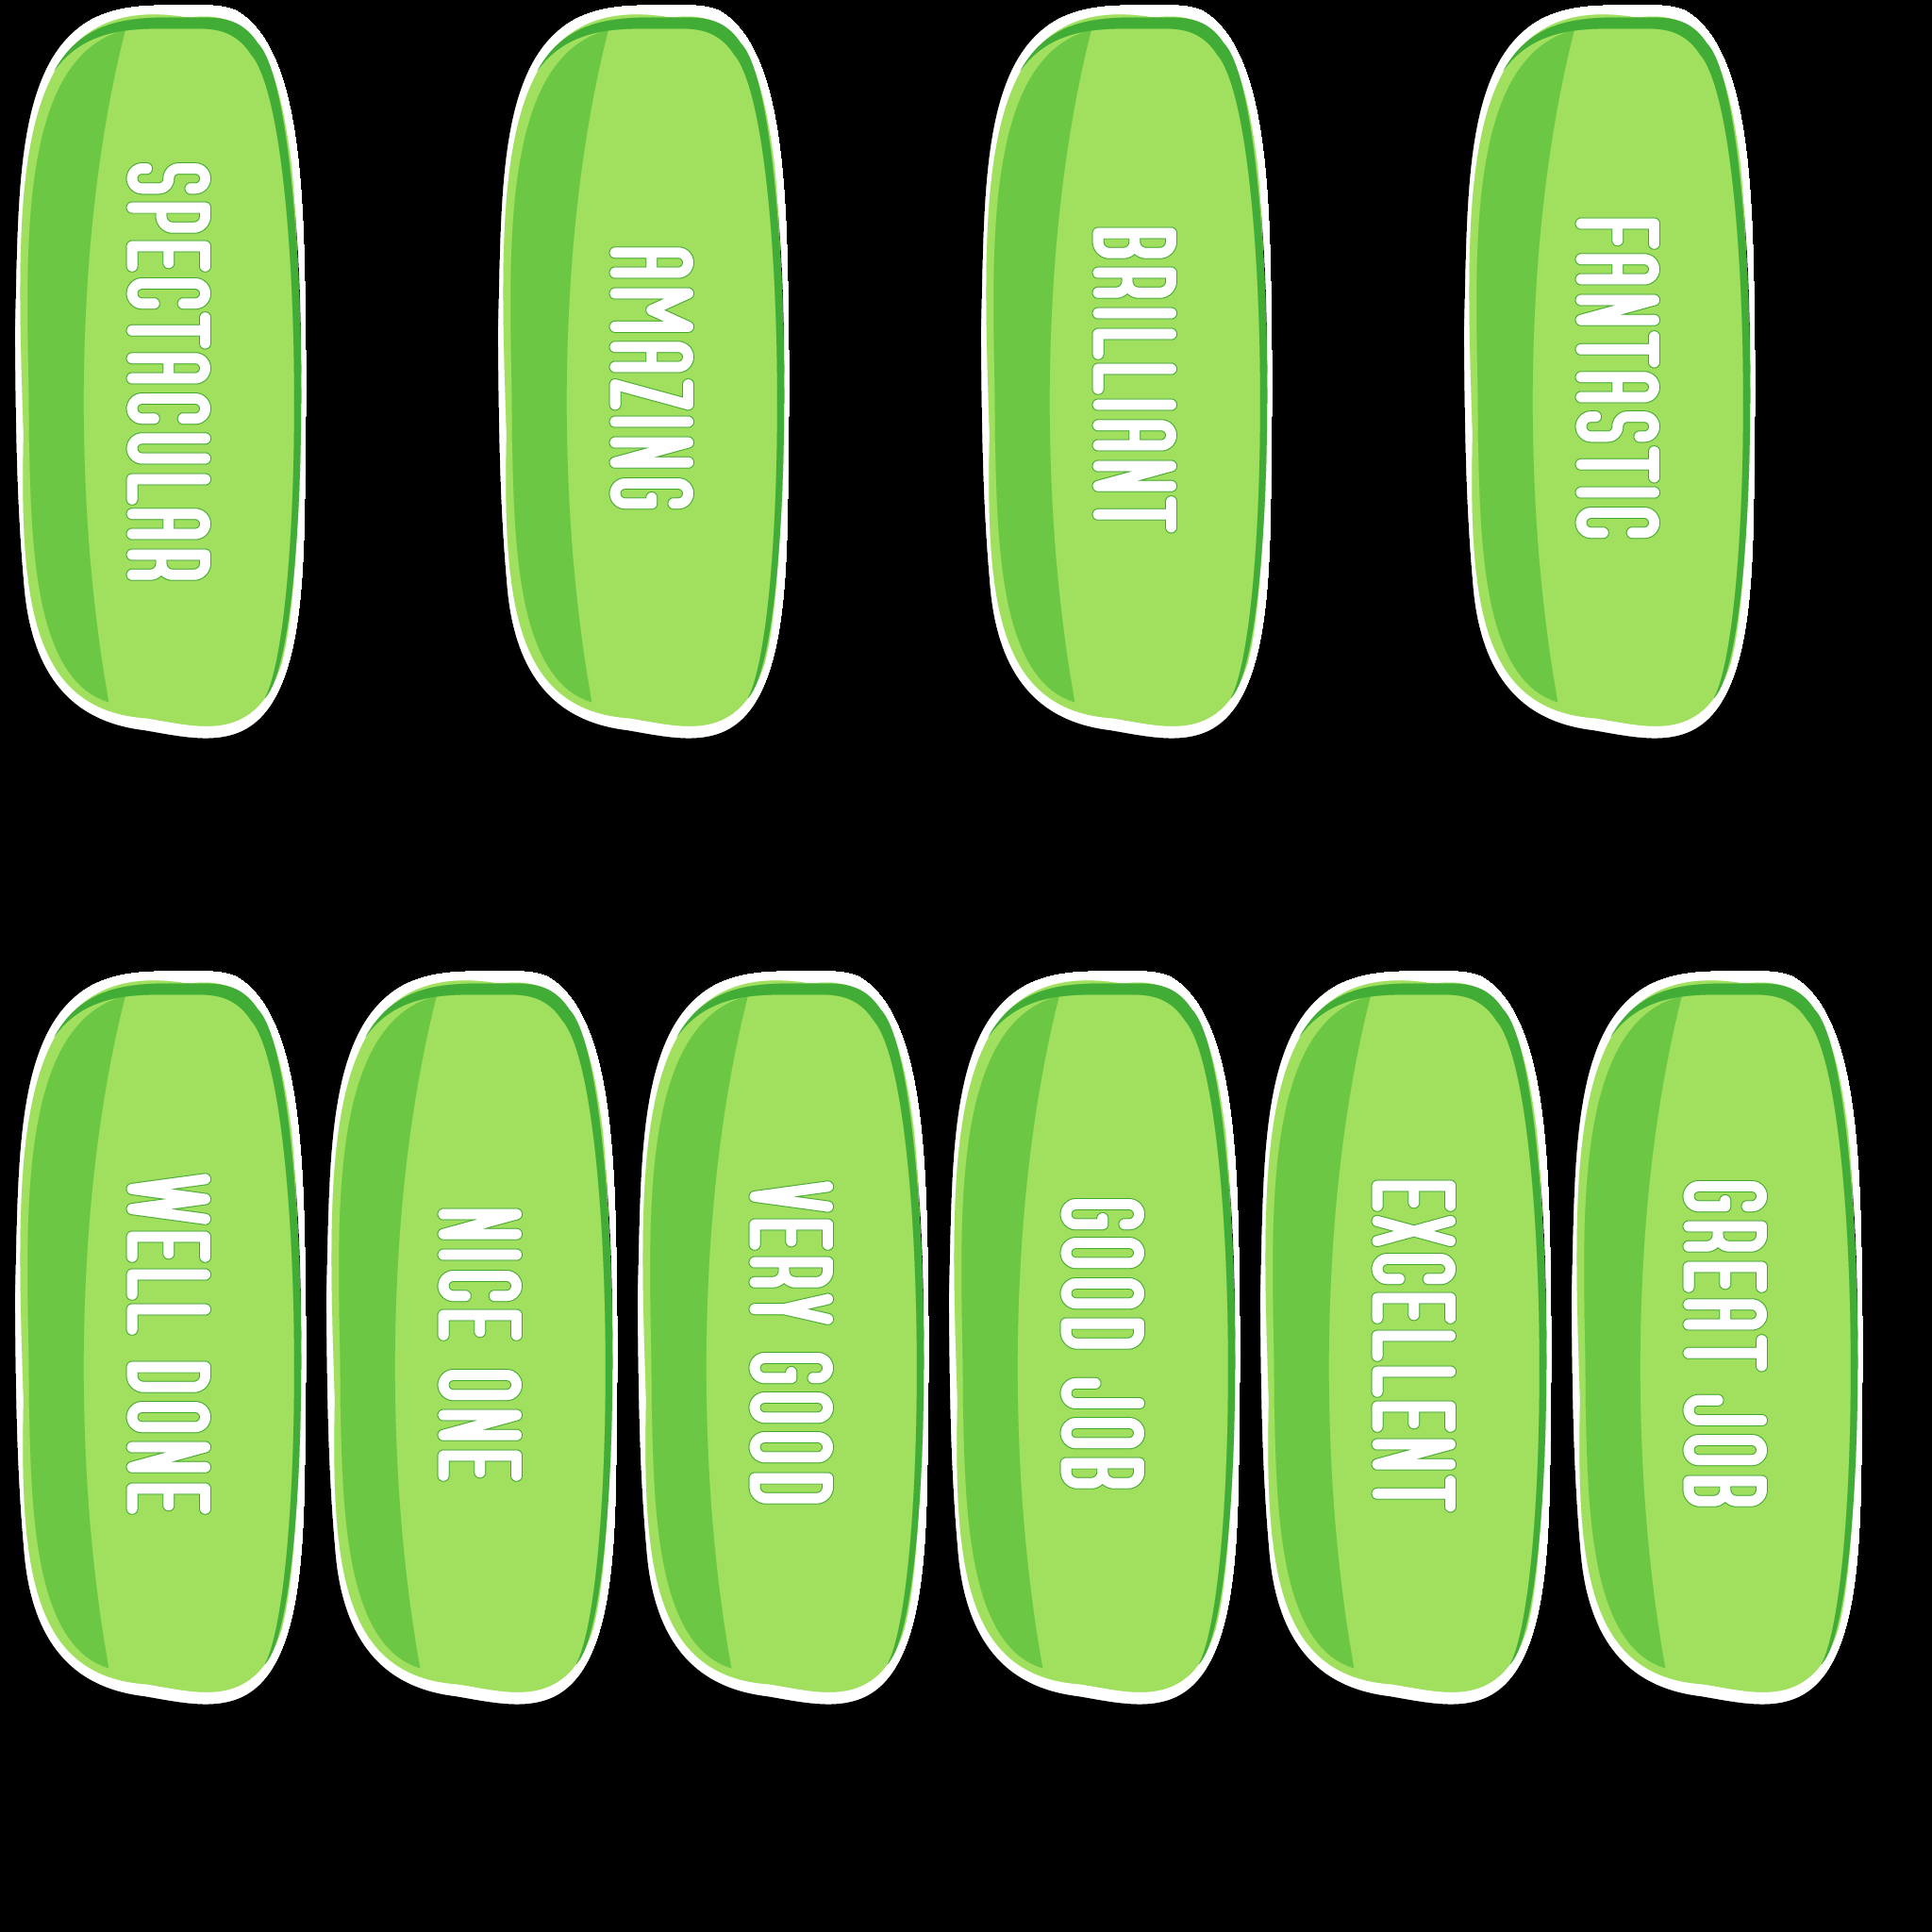 SPECTACULAR
AMAZING
BRILLIANT
FANTASTIC
WELL DONE
NICE ONE
VERY GOOD
GOOD JOB
EXCELLENT
GREAT JOB